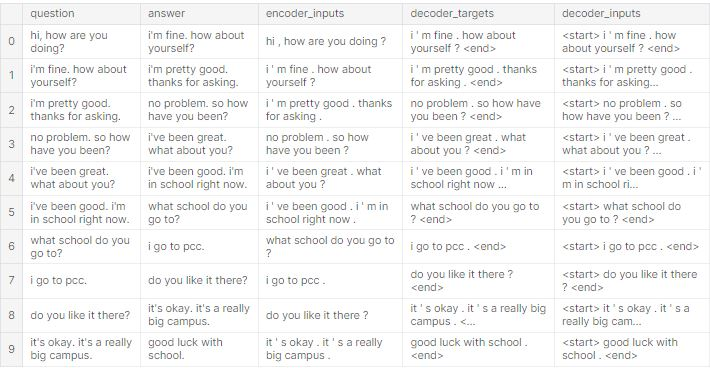 question answer encoder_inputs decoder_targets decoder_inputs
0 hi, how are you doing? i'm fine. how about yourself? hi , how are you doing ? i ' m fine . how about yourself ? <end> <start> i ' m fine . how about yourself ? <end>
1 i'm fine. how about yourself? i'm pretty good. thanks for asking. i ' m fine . how about yourself ? i ' m pretty good . thanks for asking . <end> <start> i ' m pretty good . thanks for asking...
2 i'm pretty good. thanks for asking. no problem. so how have you been? i ' m pretty good . thanks for asking . no problem . so how have you been ? <end> <start> no problem . so how have you been ? ...
3 no problem. so how have you been? i've been great. what about you? no problem . so how have you been ? i ' ve been great . what about you ? <end> <start> i ' ve been great . what about you ? ...
4 i've been great. what about you? i've been good. i'm in school right now. i ' ve been great . what about you ? i ' ve been good . i ' m in school right now ... <start> i ' ve been good . i ' m in school ri...
5 i've been good. i'm in school right now. what school do you go to? i ' ve been good . i ' m in school right now . what school do you go to ? <end> <start> what school do you go to ? <end>
6 what school do you go to? i go to pcc. what school do you go to ? i go to pcc . <end> <start> i go to pcc . <end>
7 i go to pcc. do you like it there? i go to pcc . do you like it there ? <end> <start> do you like it there ? <end>
8 do you like it there? it's okay. it's a really big campus. do you like it there ? it ' s okay . it ' s a really big campus . <... <start> it ' s okay . it ' s a really big cam...
9 it's okay. it's a really big campus. good luck with school. it ' s okay . it ' s a really big campus . good luck with school . <end> <start> good luck with school . <end>